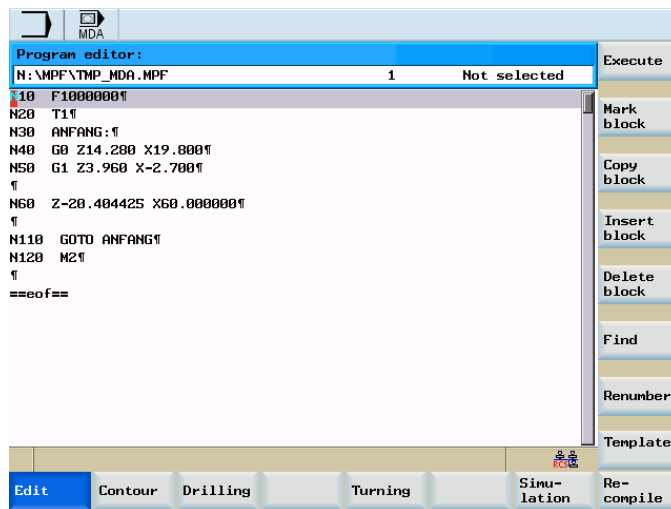 MDA
Program editor:
N:\MPF\TMP_MDA.MPF 1 Not selected
N10 F1000000¶
N20 T1¶
N30 ANFANG:¶
N40 G0 Z14.280 X19.800¶
N50 G1 Z3.960 X-2.700¶
¶
N60 Z-20.404425 X60.000000¶
¶
N110 GOTO ANFANG¶
N120 M2¶
¶
==eof==
Execute
Mark
block
Copy
block
Insert
block
Delete
block
Find
Renumber
Template
RCS
Edit Contour Drilling Turning Simu-
lation Re-
compile